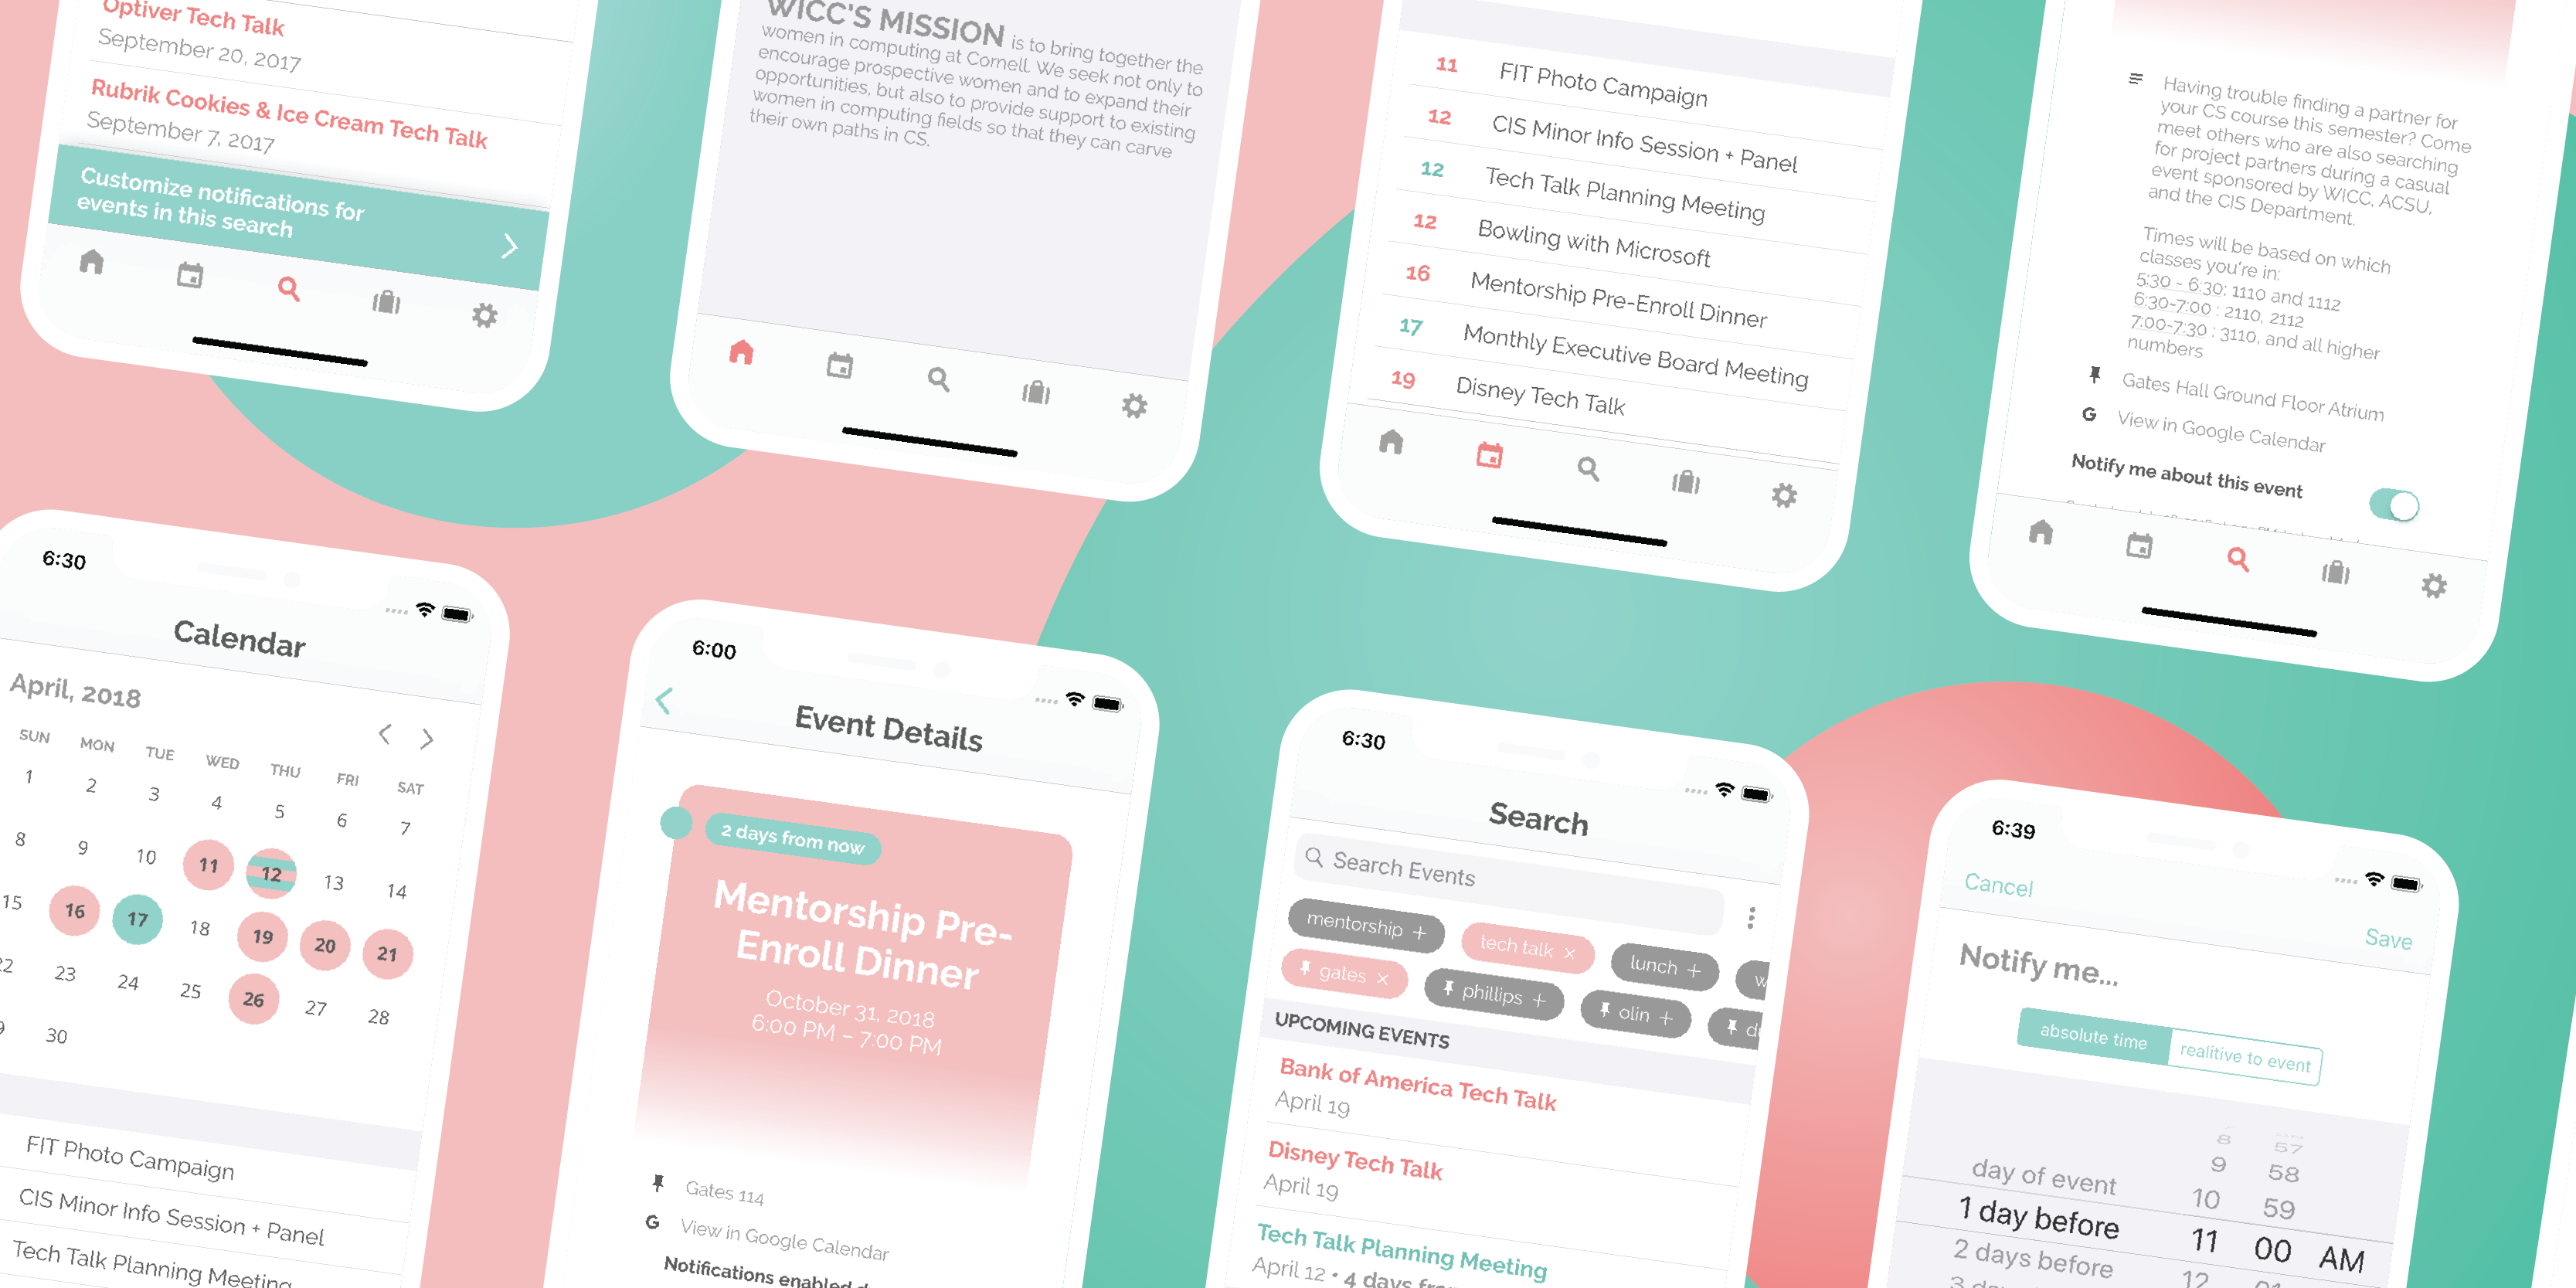 Optiver Tech Talk
September 20, 2017
Rubrik Cookies & Ice Cream Tech Talk
September 7, 2017
Customize notifications for
events in this search
WICC'S MISSION is to bring together the
women in computing at Cornell. We seek not only to
encourage prospective women and to expand their
opportunities, but also to provide support to existing
women in computing fields so that they can carve
their own paths in CS.
11 FIT Photo Campaign
12 CIS Minor Info Session + Panel
12 Tech Talk Planning Meeting
12 Bowling with Microsoft
16 Mentorship Pre-Enroll Dinner
17 Monthly Executive Board Meeting
19 Disney Tech Talk
Having trouble finding a partner for
your CS course this semester? Come
meet others who are also searching
for project partners during a casual
event sponsored by WICC, ACSU,
and the CIS Department.
Times will be based on which
classes you're in:
5:30 - 6:30: 1110 and 1112
6:30-7:00 : 2110, 2112
7:00-7:30 : 3110, and all higher
numbers
Gates Hall Ground Floor Atrium
G View in Google Calendar
Notify me about this event
6:30
Calendar
April, 2018
SUN MON TUE WED THU FRI SAT
1 2 3 4 5 6 7
8 9 10 11 12 13 14
15 16 17 18 19 20 21
22 23 24 25 26 27 28
30
FIT Photo Campaign
CIS Minor Info Session + Panel
Tech Talk Planning Meeting
6:00
Event Details
2 days from now
Mentorship Pre-
Enroll Dinner
October 31, 2018
6:00 PM – 7:00 PM
Gates 114
G View in Google Calendar
Notifications enabled
6:30
Search
Search Events
mentorship + tech talk × lunch + w
gates × phillips + olin +
UPCOMING EVENTS
Bank of America Tech Talk
April 19
Disney Tech Talk
April 19
Tech Talk Planning Meeting
April 12 • 4 days
6:39
Cancel
Save
Notify me...
absolute time realitive to event
8 57
9 58
day of event 10 59
1 day before 11 00 AM
2 days before 12 01